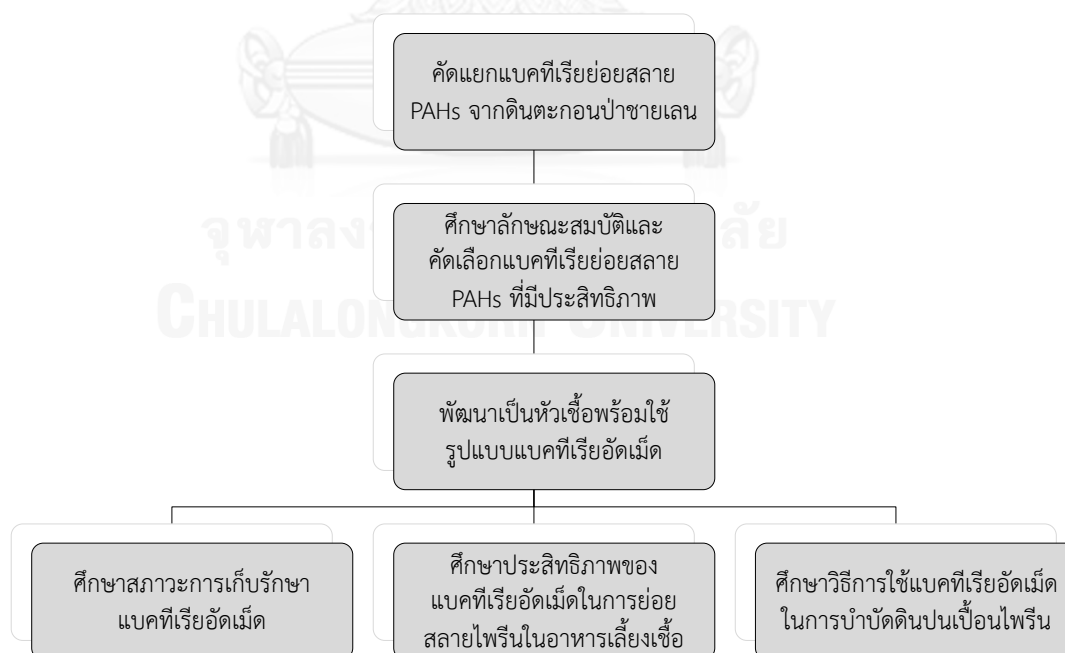 คัดแยกแบคทีเรียย่อยสลาย
PAHs จากดินตะกอนป่าชายเลน
ศึกษาลักษณะสมบัติและ
คัดเลือกแบคทีเรียย่อยสลาย
PAHs ที่มีประสิทธิภาพ
จุฬาลง ลัย
CHULALONGKORN UNIVERSITY
พัฒนาเป็นหัวเชื้อพร้อมใช้
รูปแบบแบคทีเรียอัดเม็ด
ศึกษาสภาวะการเก็บรักษา
แบคทีเรียอัดเม็ด
ศึกษาประสิทธิภาพของ
แบคทีเรียอัดเม็ดในการย่อย
สลายไพรีนในอาหารเลี้ยงเชื้อ
ศึกษาวิธีการใช้แบคทีเรียอัดเม็ด
ในการบำบัดดินปนเปื้อนไพรีน